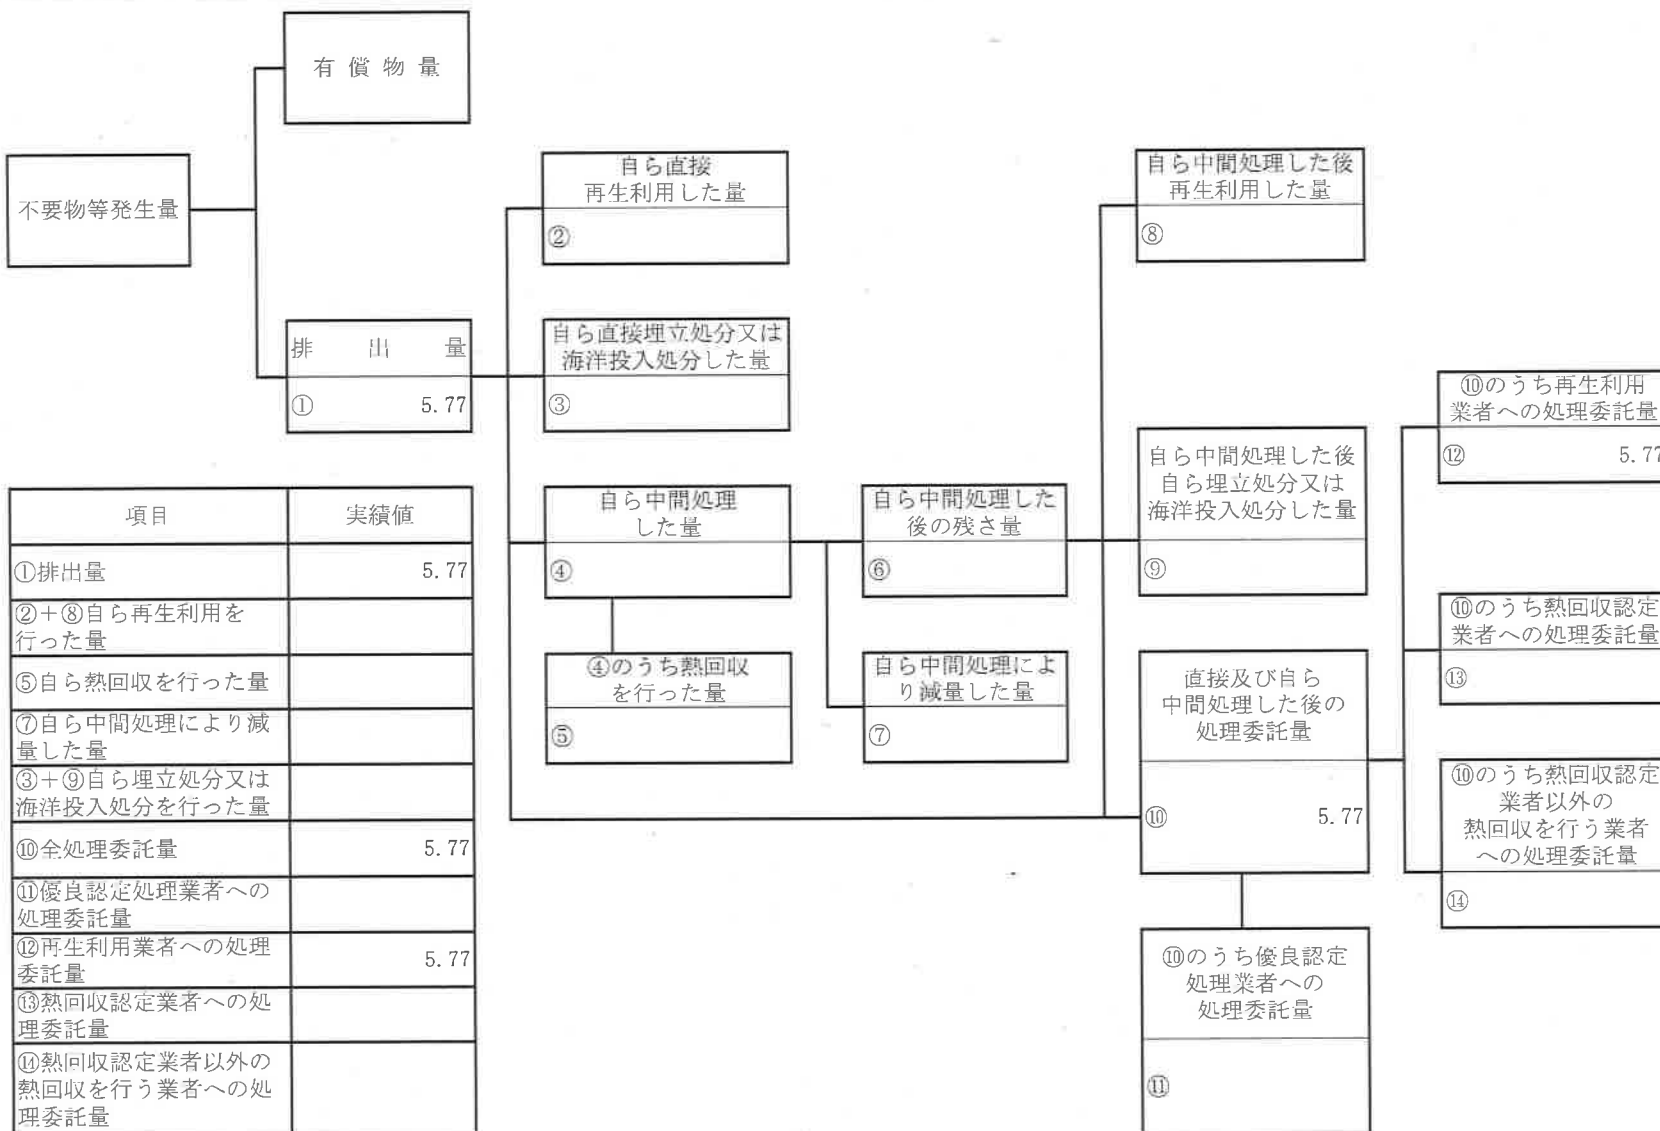 有償物量
不要物等発生量
排出量
① 5.77
自ら直接
再生利用した量
②
自ら直接埋立処分又は
海洋投入処分した量
③
自ら中間処理
した量
④
④のうち熱回収
を行った量
⑤
自ら中間処理した
後の残さ量
⑥
自ら中間処理によ
り減量した量
⑦
自ら中間処理した後
再生利用した量
⑧
自ら中間処理した後
自ら埋立処分又は
海洋投入処分した量
⑨
直接及び自ら
中間処理した後の
処理委託量
⑩ 5.77
⑩のうち優良認定
処理業者への
処理委託量
⑪
⑩のうち再生利用
業者への処理委託量
⑫ 5.77
⑩のうち熱回収認定
業者への処理委託量
⑬
⑩のうち熱回収認定
業者以外の
熱回収を行う業者
への処理委託量
⑭
項目 実績値
①排出量 5.77
②+⑧自ら再生利用を
行った量
⑤自ら熱回収を行った量
⑦自ら中間処理により減
量した量
③+⑨自ら埋立処分又は
海洋投入処分を行った量
⑩全処理委託量 5.77
⑪優良認定処理業者への
処理委託量
⑫再生利用業者への処理
委託量 5.77
⑬熱回収認定業者への処
理委託量
⑭熱回収認定業者以外の
熱回収を行う業者への処
理委託量